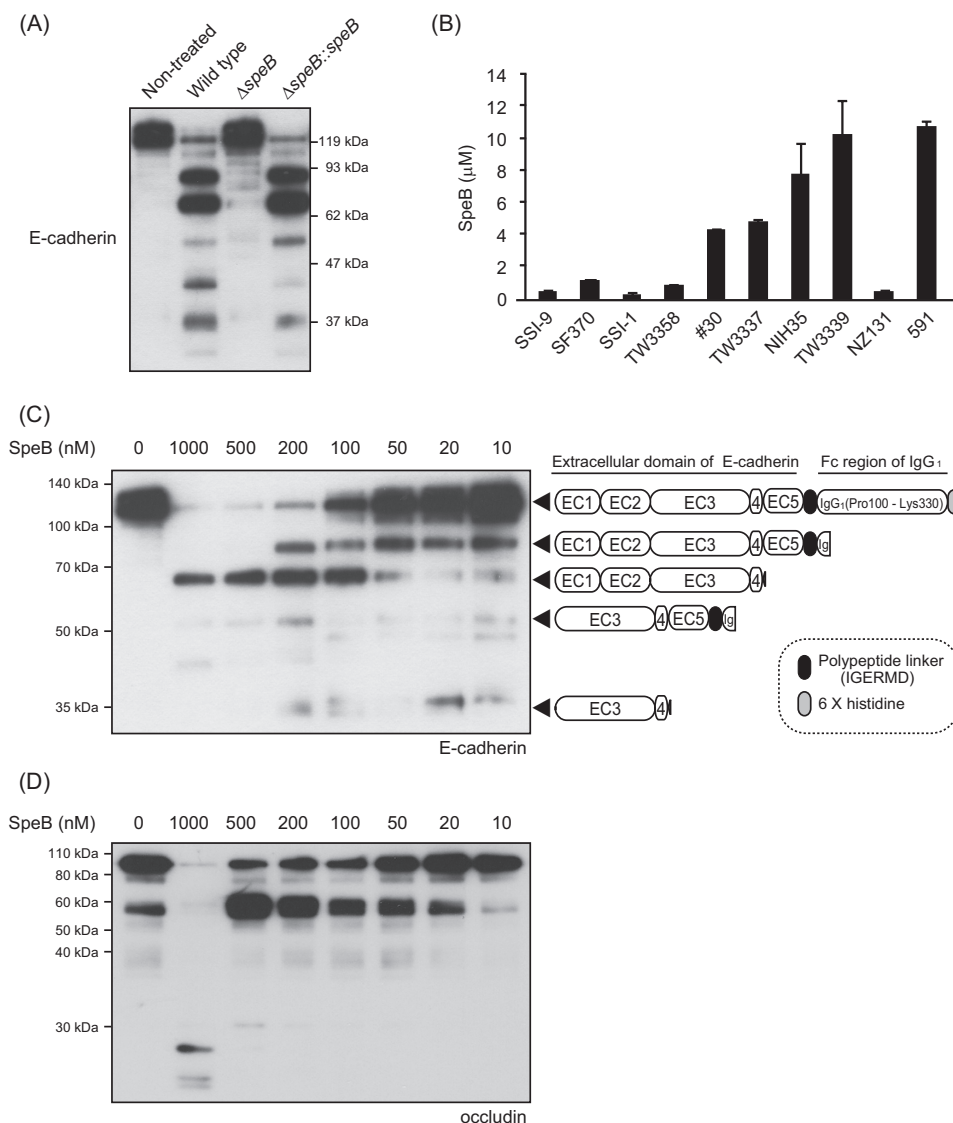 (A)
Non-treated
Wild type
ΔspeB
ΔspeB::speB
119 kDa
93 kDa
62 kDa
47 kDa
37 kDa
E-cadherin
(B)
SpeB (μM)
14
12
10
8
6
4
2
0
SSI-9
SF370
SSI-1
TW3358
#30
TW3337
NIH35
TW3339
NZ131
591
(C)
SpeB (nM) 0 1000 500 200 100 50 20 10
140 kDa
100 kDa
70 kDa
50 kDa
35 kDa
E-cadherin
Extracellular domain of E-cadherin
Fc region of IgG1
EC1 EC2 EC3 4 EC5 IgG1(Pro100 - Lys330)
EC1 EC2 EC3 4 EC5 Ig
EC1 EC2 EC3 4
EC3 4 EC5 Ig
EC3 4
Polypeptide linker
(IGERMD)
6 X histidine
(D)
SpeB (nM) 0 1000 500 200 100 50 20 10
110 kDa
80 kDa
60 kDa
50 kDa
40 kDa
30 kDa
occludin